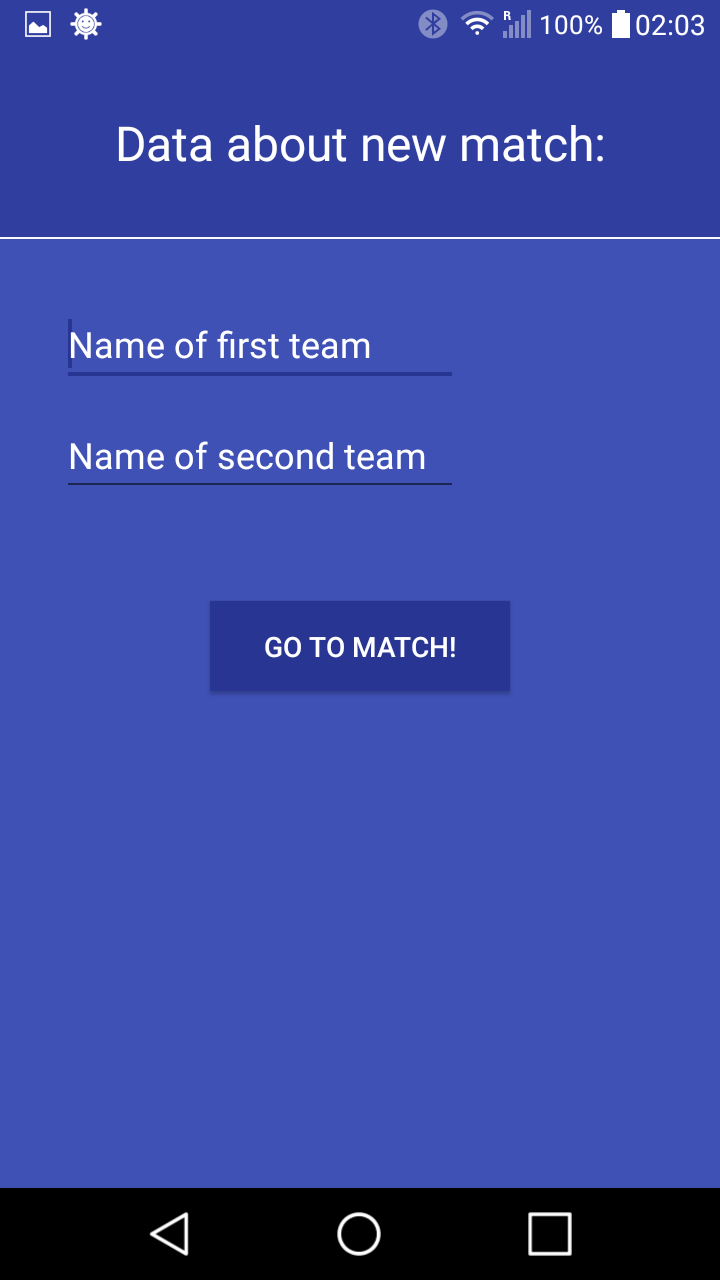 R 100% 02:03
Data about new match:
Name of first team
Name of second team
GO TO MATCH!